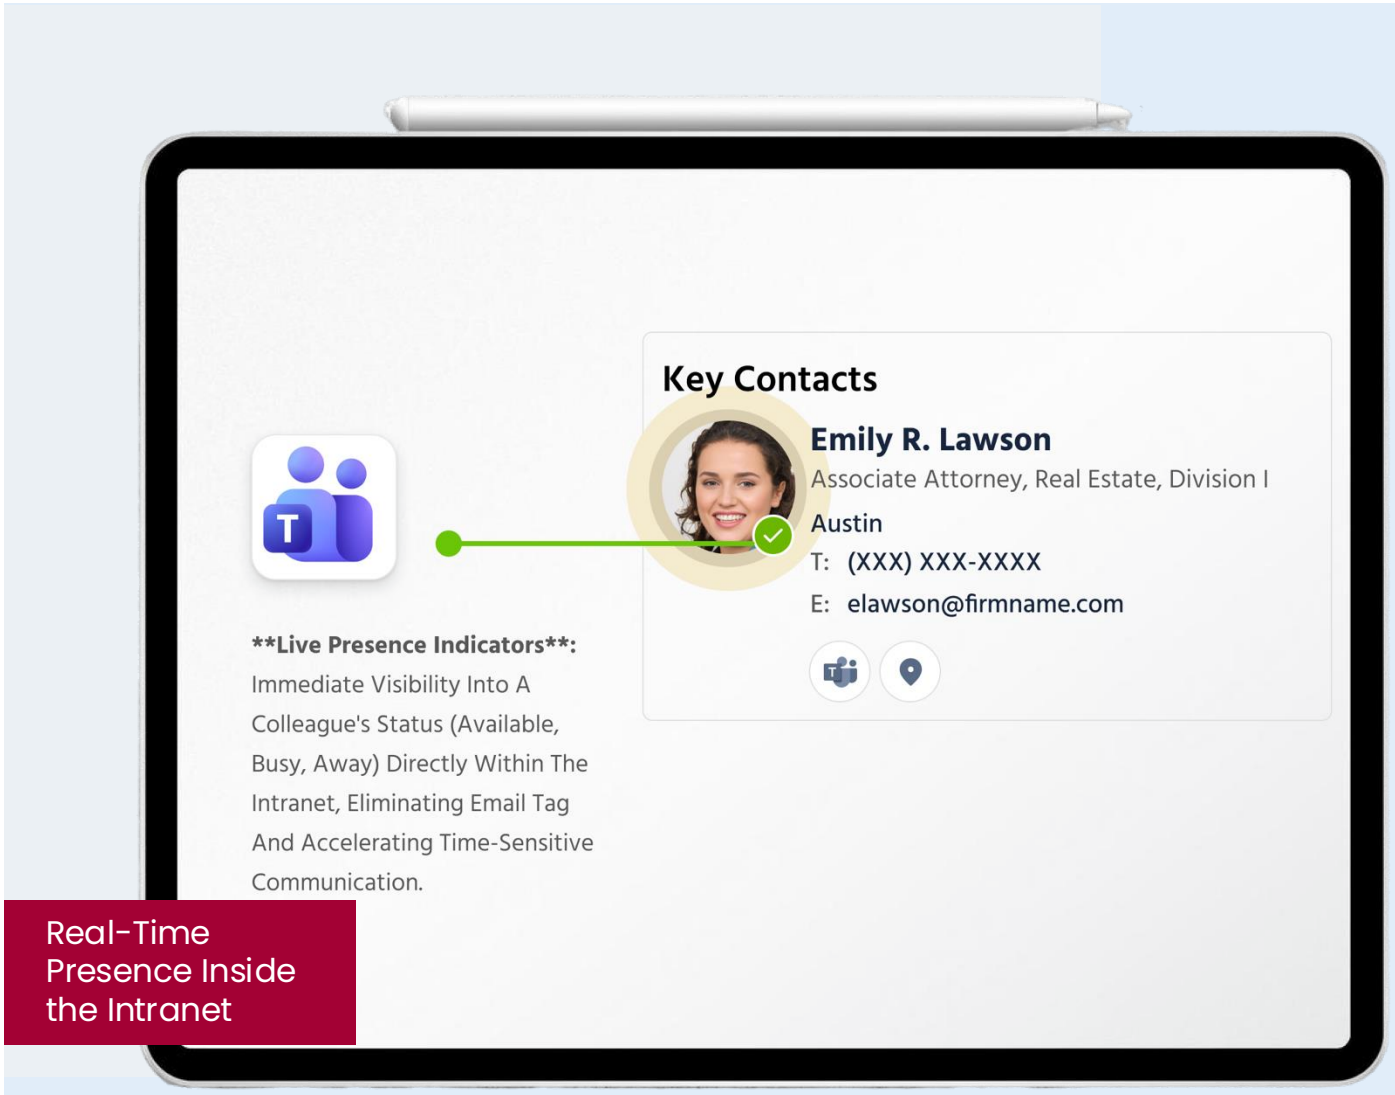 Key Contacts
Emily R. Lawson
Associate Attorney, Real Estate, Division I
Austin
T: (XXX) XXX-XXXX
E: elawson@firmname.com
T
T
**Live Presence Indicators**:
Immediate Visibility Into A
Colleague's Status (Available,
Busy, Away) Directly Within The
Intranet, Eliminating Email Tag
And Accelerating Time-Sensitive
Communication.
Real-Time
Presence Inside
the Intranet